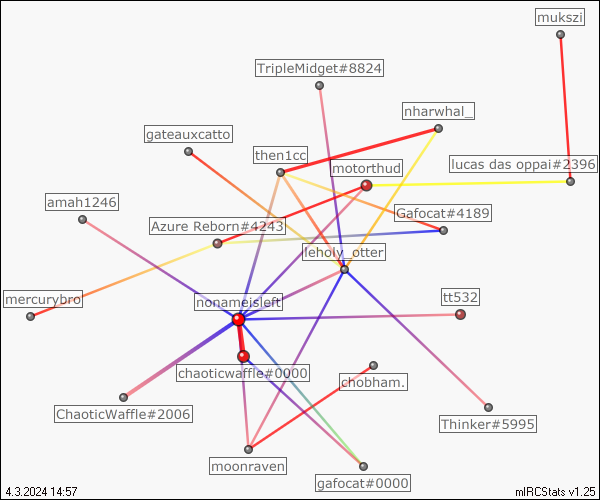 mukszi
TripleMidget#8824
nharwhal_
gateauxcatto
then1cc
motorthud
lucas das oppai#2396
amah1246
Gafocat#4189
Azure Reborn#4243
leholy_otter
mercurybro
nonameisleft
tt532
chaoticwaffle#0000
chobham.
ChaoticWaffle#2006
Thinker#5995
moonraven
gafocat#0000
4.3.2024 14:57
mIRCStats v1.25